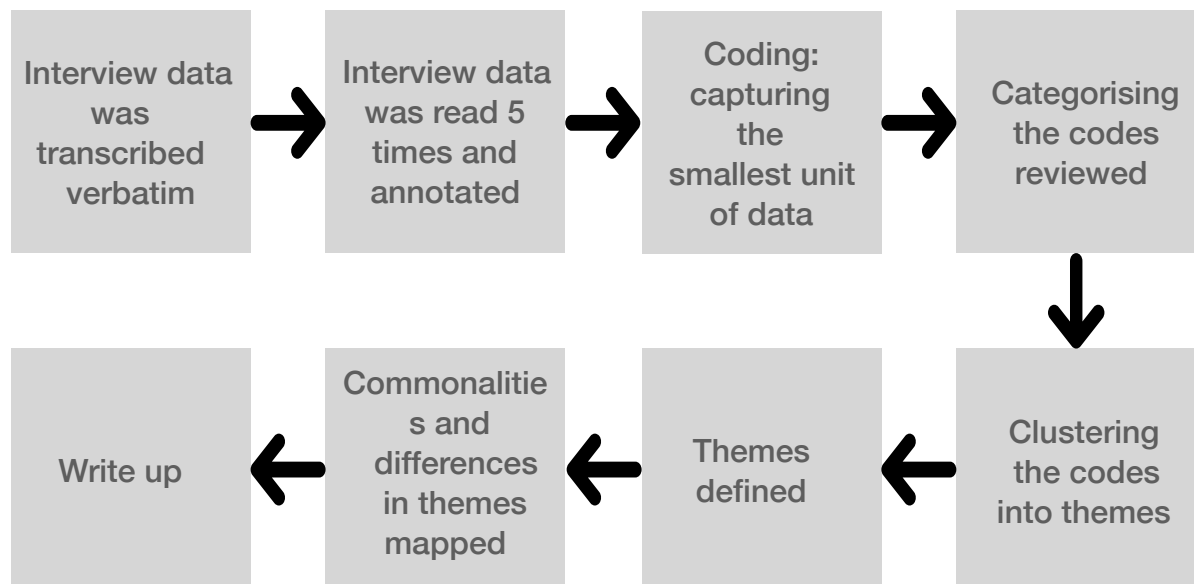 Interview data
was
transcribed
verbatim
Interview data
was read 5
times and
annotated
Coding:
capturing
the
smallest unit
of data
Categorising
the codes
reviewed
Clustering
the codes
into themes
Themes
defined
Commonalitie
s and
differences
in themes
mapped
Write up